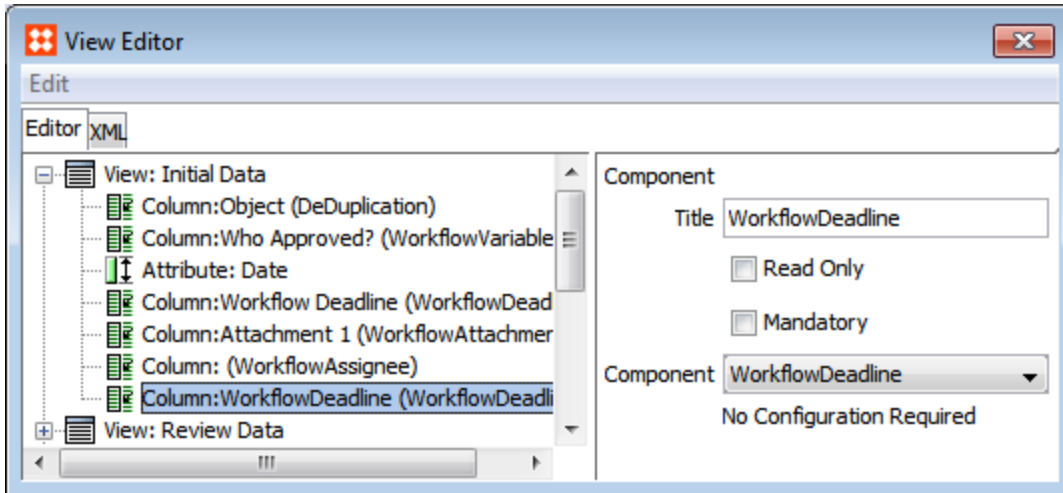 View Editor
Edit
Editor XML
View: Initial Data
Column:Object (DeDuplication)
Column:Who Approved? (WorkflowVariable
Attribute: Date
Column:Workflow Deadline (WorkflowDeadl
Column:Attachment 1 (WorkflowAttachmer
Column: (WorkflowAssignee)
Column:WorkflowDeadline (WorkflowDeadli
View: Review Data
Component
Title WorkflowDeadline
Read Only
Mandatory
Component WorkflowDeadline
No Configuration Required